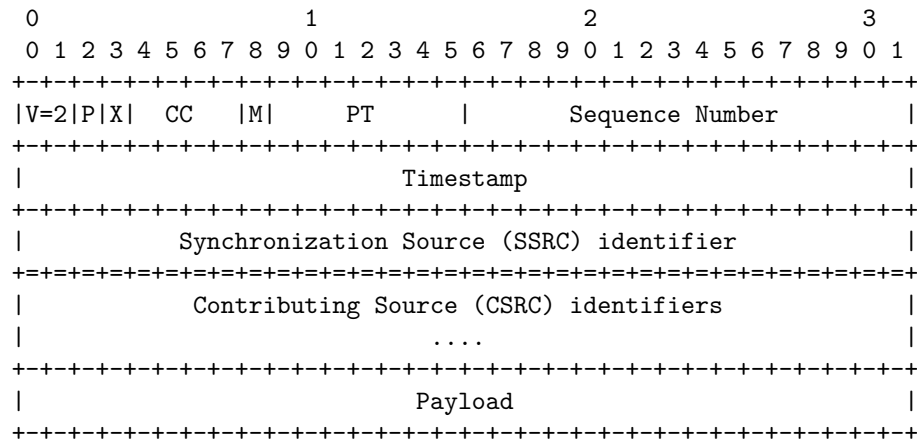 0                   1                   2                   3
 0 1 2 3 4 5 6 7 8 9 0 1 2 3 4 5 6 7 8 9 0 1 2 3 4 5 6 7 8 9 0 1
+-+-+-+-+-+-+-+-+-+-+-+-+-+-+-+-+-+-+-+-+-+-+-+-+-+-+-+-+-+-+-+-+
|V=2|P|X|  CC   |M|     PT      |       Sequence Number         |
+-+-+-+-+-+-+-+-+-+-+-+-+-+-+-+-+-+-+-+-+-+-+-+-+-+-+-+-+-+-+-+-+
|                           Timestamp                           |
+-+-+-+-+-+-+-+-+-+-+-+-+-+-+-+-+-+-+-+-+-+-+-+-+-+-+-+-+-+-+-+-+
|           Synchronization Source (SSRC) identifier            |
+=+=+=+=+=+=+=+=+=+=+=+=+=+=+=+=+=+=+=+=+=+=+=+=+=+=+=+=+=+=+=+=+
|            Contributing Source (CSRC) identifiers             |
|                             ....                              |
+-+-+-+-+-+-+-+-+-+-+-+-+-+-+-+-+-+-+-+-+-+-+-+-+-+-+-+-+-+-+-+-+
|                            Payload                            |
+-+-+-+-+-+-+-+-+-+-+-+-+-+-+-+-+-+-+-+-+-+-+-+-+-+-+-+-+-+-+-+-+